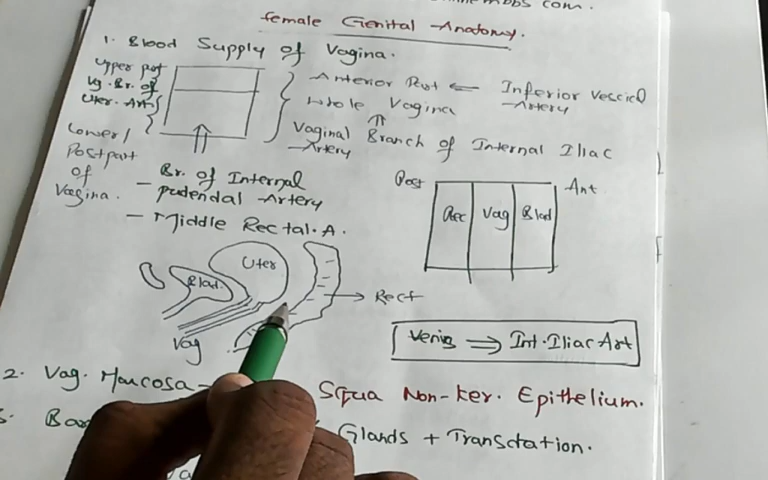 mbbs com.
Female Genital Anatomy.
1. Blood Supply of Vagina.
Upper part
Vg. Br. of
Uter. Art
Lower/
Post part
of
Vagina.
Anterior Part ← Inferior Vesical
Artery
Whole Vagina
⇑
Vaginal Branch of Internal Iliac
Artery
- Br. of Internal
pudendal Artery
- Middle Rectal. A.
Post
Ant
Rec Vag Blad
Uter
Blad.
→ Rect
Vag
Veins ⇒ Int. Iliac Art
2. Vag. Mucosa -
Squa Non-ker. Epithelium.
Glands + Transdation.